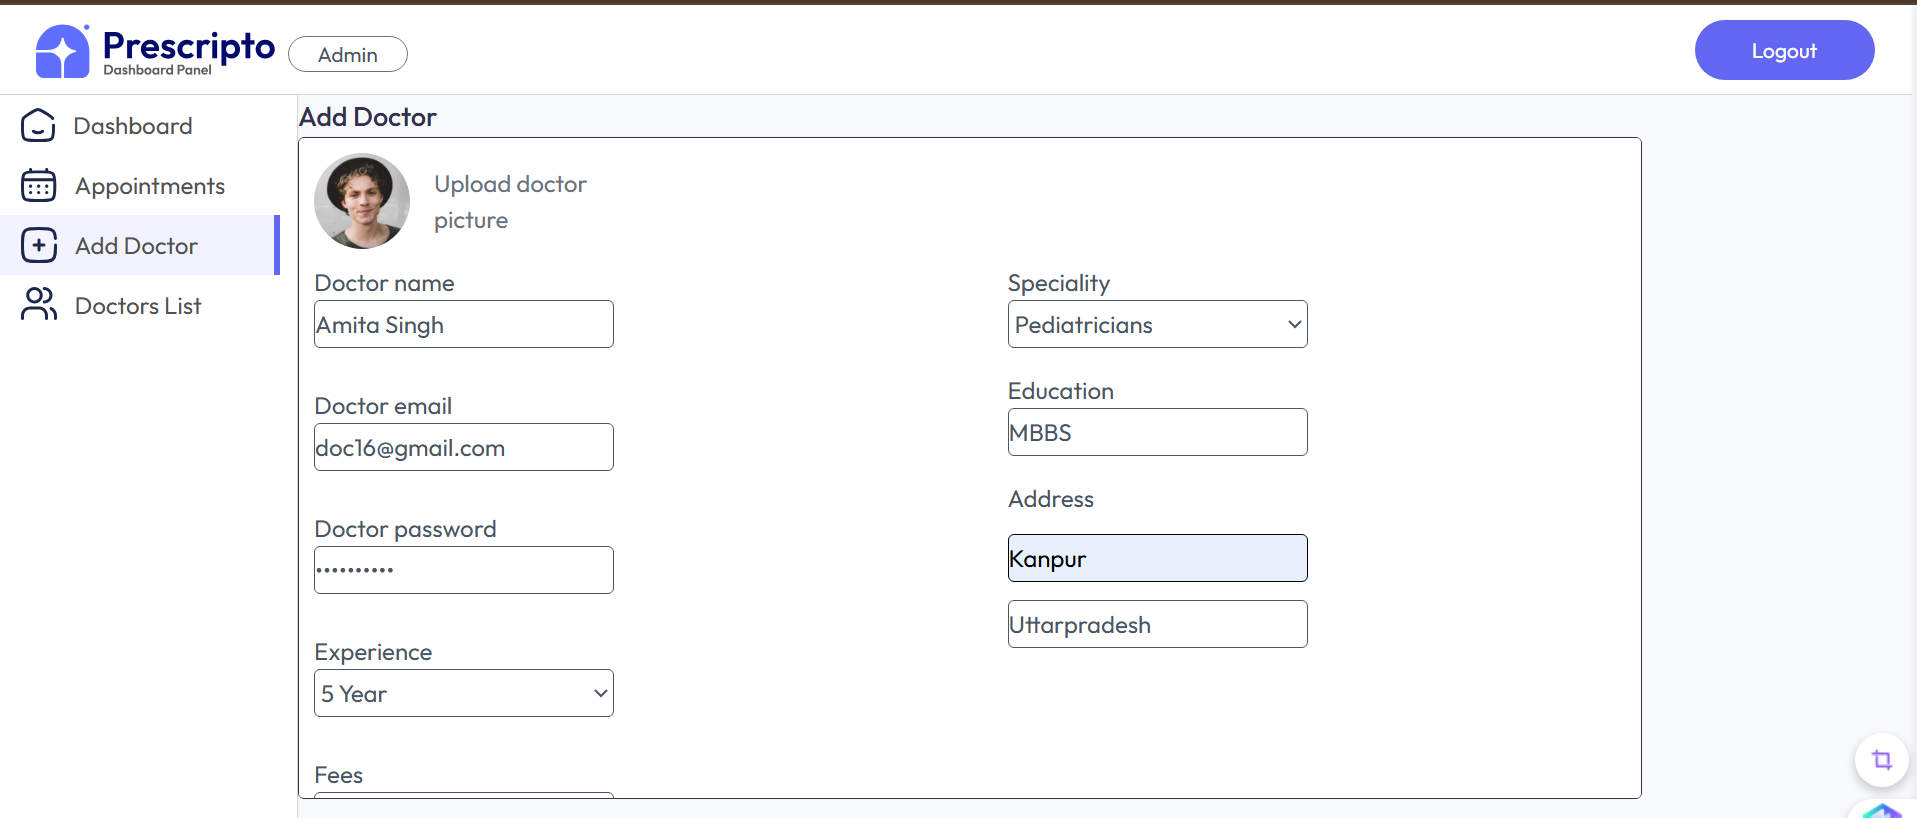 Prescripto
Dashboard Panel
Admin
Logout
Dashboard
Appointments
Add Doctor
Doctors List
Add Doctor
Upload doctor
picture
Doctor name
Amita Singh
Doctor email
doc16@gmail.com
Doctor password
••••••••••
Experience
5 Year
Fees
Speciality
Pediatricians
Education
MBBS
Address
Kanpur
Uttarpradesh